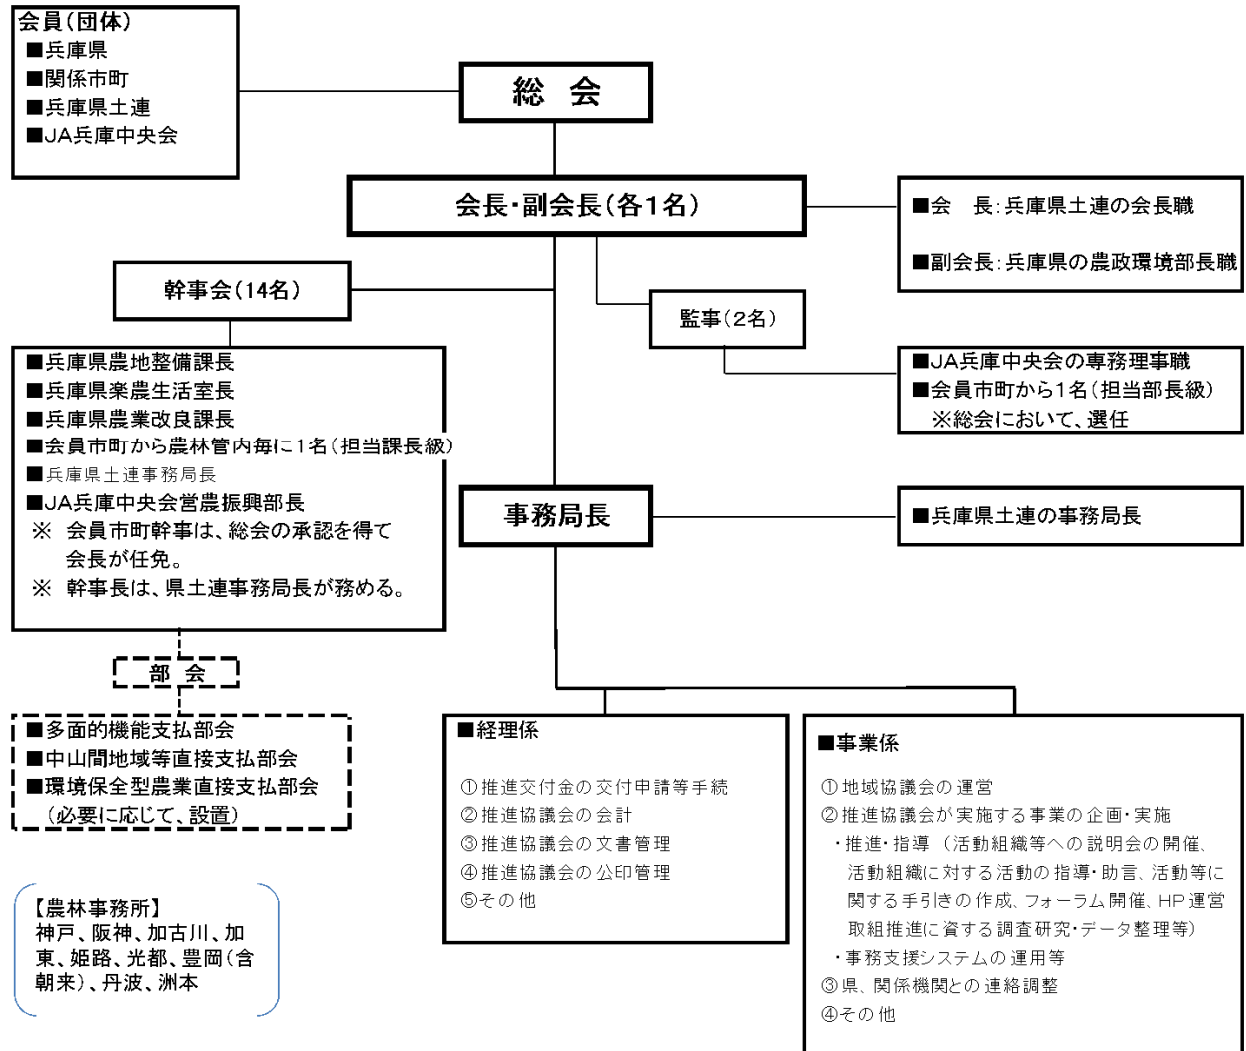 会員(団体)
■兵庫県
■関係市町
■兵庫県土連
■JA兵庫中央会
総　会
会長・副会長(各1名)
■会　長:兵庫県土連の会長職
■副会長:兵庫県の農政環境部長職
幹事会(14名)
監事(2名)
■JA兵庫中央会の専務理事職
■会員市町から1名(担当部長級)
※総会において、選任
■兵庫県農地整備課長
■兵庫県楽農生活室長
■兵庫県農業改良課長
■会員市町から農林管内毎に1名(担当課長級)
■兵庫県土連事務局長
■JA兵庫中央会営農振興部長
※　会員市町幹事は、総会の承認を得て
会長が任免。
※　幹事長は、県土連事務局長が務める。
事務局長
■兵庫県土連の事務局長
部　会
■多面的機能支払部会
■中山間地域等直接支払部会
■環境保全型農業直接支払部会
(必要に応じて、設置)
【農林事務所】
神戸、阪神、加古川、加
東、姫路、光都、豊岡(含
朝来)、丹波、洲本
■経理係
①推進交付金の交付申請等手続
②推進協議会の会計
③推進協議会の文書管理
④推進協議会の公印管理
⑤その他
■事業係
①地域協議会の運営
②推進協議会が実施する事業の企画・実施
・推進・指導 (活動組織等への説明会の開催、
活動組織に対する活動の指導・助言、活動等に
関する手引きの作成、フォーラム開催、HP運営
取組推進に資する調査研究・データ整理等)
・事務支援システムの運用等
③県、関係機関との連絡調整
④その他